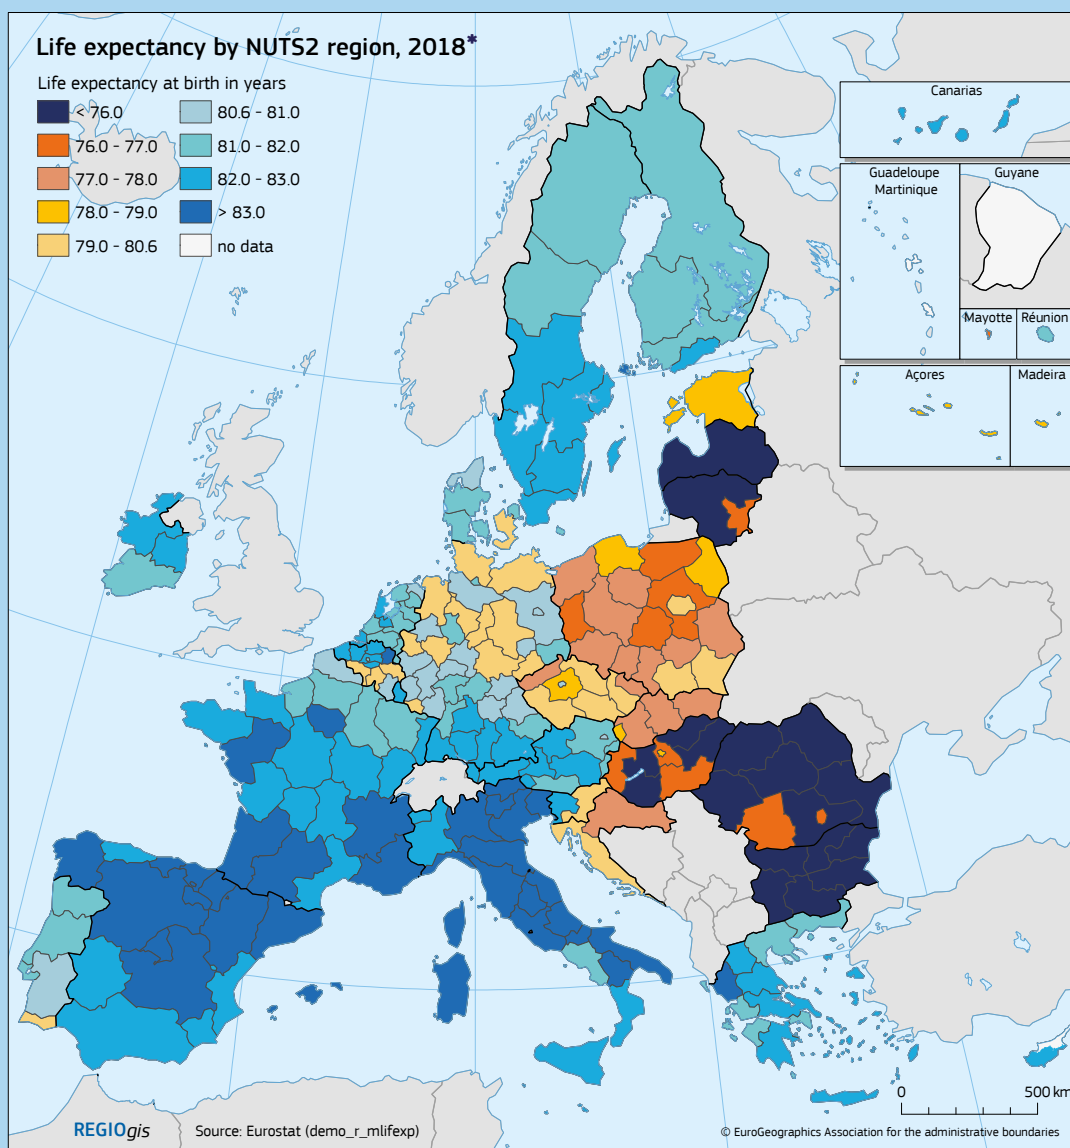 Life expectancy by NUTS2 region, 2018*
Life expectancy at birth in years
< 76.0
76.0 - 77.0
77.0 - 78.0
78.0 - 79.0
79.0 - 80.6
80.6 - 81.0
81.0 - 82.0
82.0 - 83.0
> 83.0
no data
Canarias
Guadeloupe
Martinique
Guyane
Mayotte
Réunion
Açores
Madeira
0
500 km
REGIOgis
Source: Eurostat (demo_r_mlifexp)
© EuroGeographics Association for the administrative boundaries